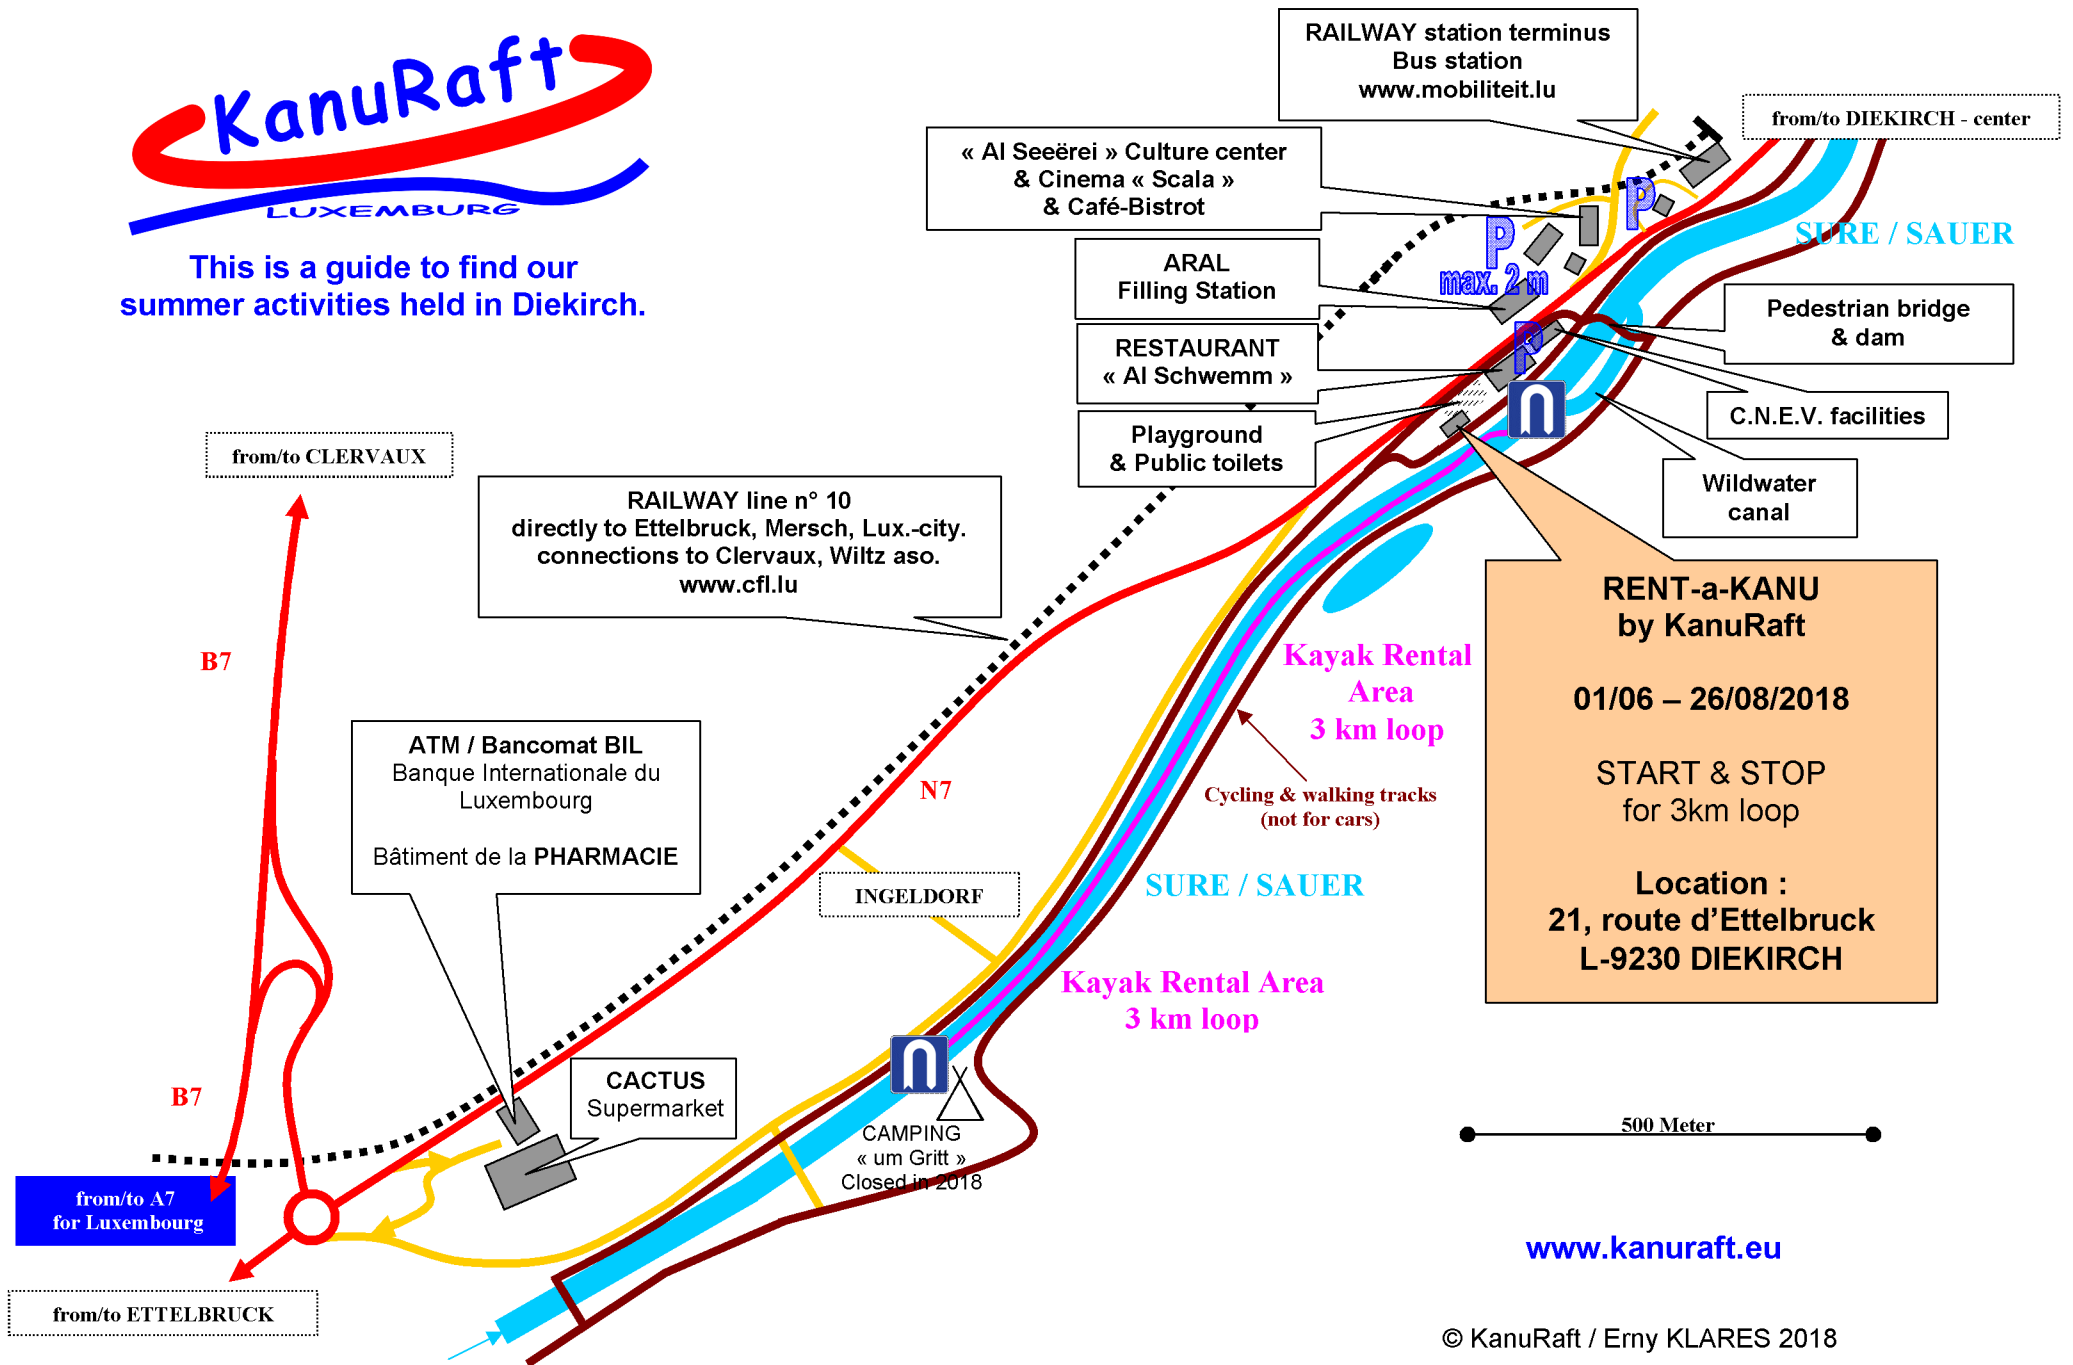 KanuRaft
LUXEMBURG
This is a guide to find our
summer activities held in Diekirch.
RAILWAY station terminus
Bus station
www.mobiliteit.lu
from/to DIEKIRCH - center
« Al Seeërei » Culture center
& Cinema « Scala »
& Café-Bistrot
P
P
max. 2 m
SURE / SAUER
ARAL
Filling Station
Pedestrian bridge
& dam
P
RESTAURANT
« Al Schwemm »
C.N.E.V. facilities
Playground
& Public toilets
Wildwater
canal
from/to CLERVAUX
RAILWAY line n° 10
directly to Ettelbruck, Mersch, Lux.-city.
connections to Clervaux, Wiltz aso.
www.cfl.lu
RENT-a-KANU
by KanuRaft
01/06 – 26/08/2018
START & STOP
for 3km loop
Location :
21, route d’Ettelbruck
L-9230 DIEKIRCH
B7
Kayak Rental
Area
3 km loop
ATM / Bancomat BIL
Banque Internationale du
Luxembourg
Bâtiment de la PHARMACIE
N7
Cycling & walking tracks
(not for cars)
INGELDORF
SURE / SAUER
Kayak Rental Area
3 km loop
B7
CACTUS
Supermarket
CAMPING
« um Gritt »
Closed in 2018
500 Meter
from/to A7
for Luxembourg
from/to ETTELBRUCK
www.kanuraft.eu
© KanuRaft / Erny KLARES 2018